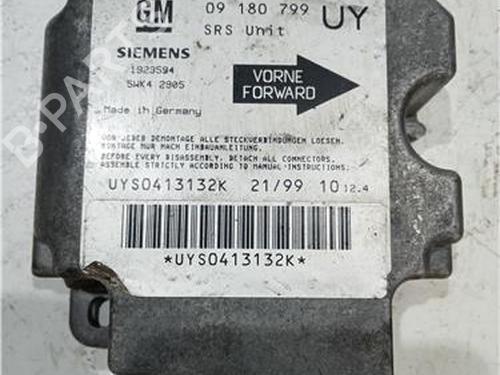 GM
09 180 799 UY
SRS Unit
SIEMENS
1923594
5WK4 2905
VORNE
FORWARD
Made in Germany
VOR JEDER DEMONTAGE ALLE STECKVERBINDUNGEN LOESEN.
MONTAGE NUR MACH EINBAUANLEITUNG.
BEFORE EVERY DISASSEMBLY, DETACH ALL CONNECTORS.
ASSEMBLE STRICTLY ACCORDING TO MANUAL-INSTRUCTIONS.
UYS0413132K 21/99 10 12.4
*UYS0413132K*